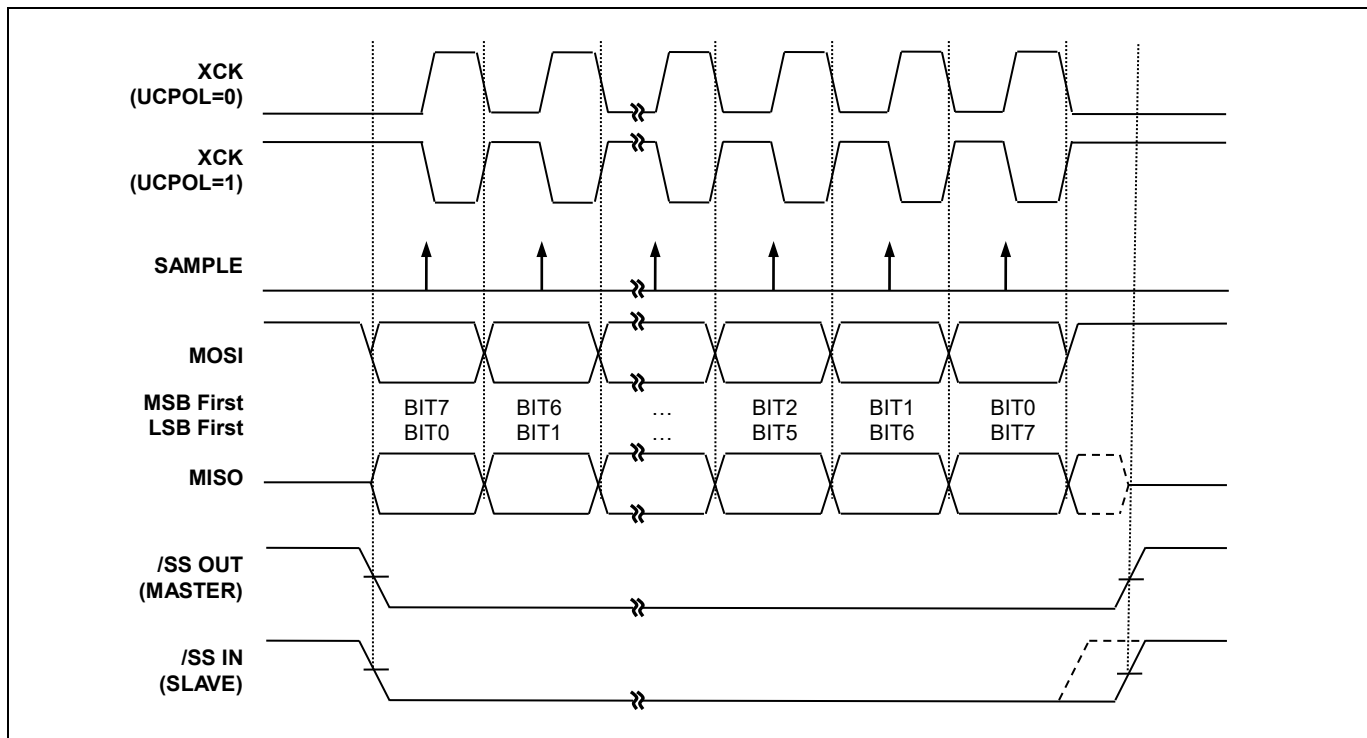 XCK
(UCPOL=0)
XCK
(UCPOL=1)
SAMPLE
MOSI
MSB First BIT7 BIT6 … BIT2 BIT1 BIT0
LSB First BIT0 BIT1 … BIT5 BIT6 BIT7
MISO
/SS OUT
(MASTER)
/SS IN
(SLAVE)